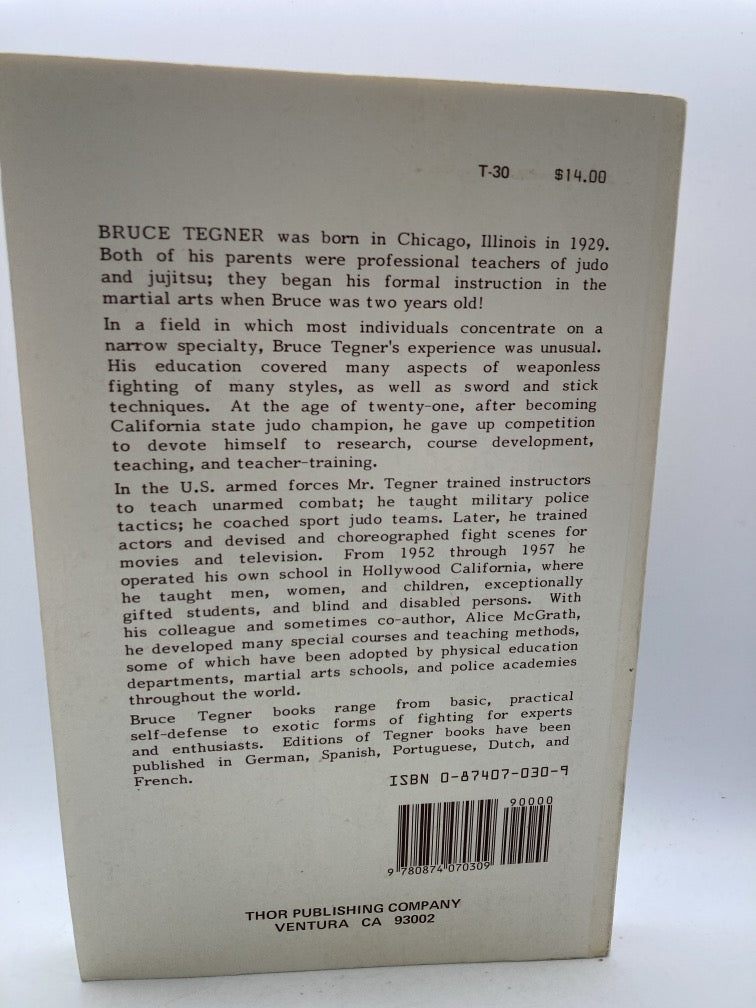 T-30 $14.00
BRUCE TEGNER was born in Chicago, Illinois in 1929.
Both of his parents were professional teachers of judo
and jujitsu; they began his formal instruction in the
martial arts when Bruce was two years old!
In a field in which most individuals concentrate on a
narrow specialty, Bruce Tegner's experience was unusual.
His education covered many aspects of weaponless
fighting of many styles, as well as sword and stick
techniques. At the age of twenty-one, after becoming
California state judo champion, he gave up competition
to devote himself to research, course development,
teaching, and teacher-training.
In the U.S. armed forces Mr. Tegner trained instructors
to teach unarmed combat; he taught military police
tactics; he coached sport judo teams. Later, he trained
actors and devised and choreographed fight scenes for
movies and television. From 1952 through 1957 he
operated his own school in Hollywood California, where
he taught men, women, and children, exceptionally
gifted students, and blind and disabled persons. With
his colleague and sometimes co-author, Alice McGrath,
he developed many special courses and teaching methods,
some of which have been adopted by physical education
departments, martial arts schools, and police academies
throughout the world.
Bruce Tegner books range from basic, practical
self-defense to exotic forms of fighting for experts
and enthusiasts. Editions of Tegner books have been
published in German, Spanish, Portuguese, Dutch, and
French.
ISBN 0-87407-030-9
90000
9 780874 070309
THOR PUBLISHING COMPANY
VENTURA CA 93002